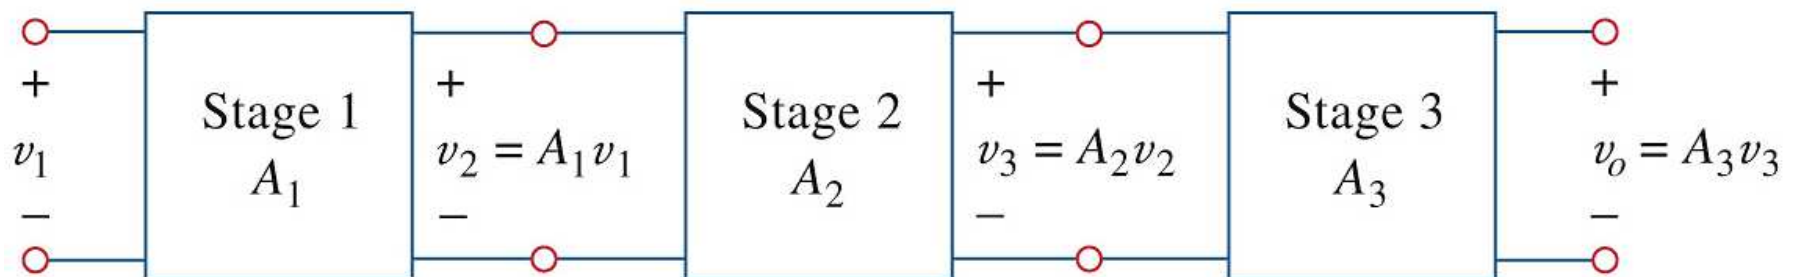 +
v₁
−
Stage 1
A₁
+
v₂ = A₁v₁
−
Stage 2
A₂
+
v₃ = A₂v₂
−
Stage 3
A₃
+
vₒ = A₃v₃
−